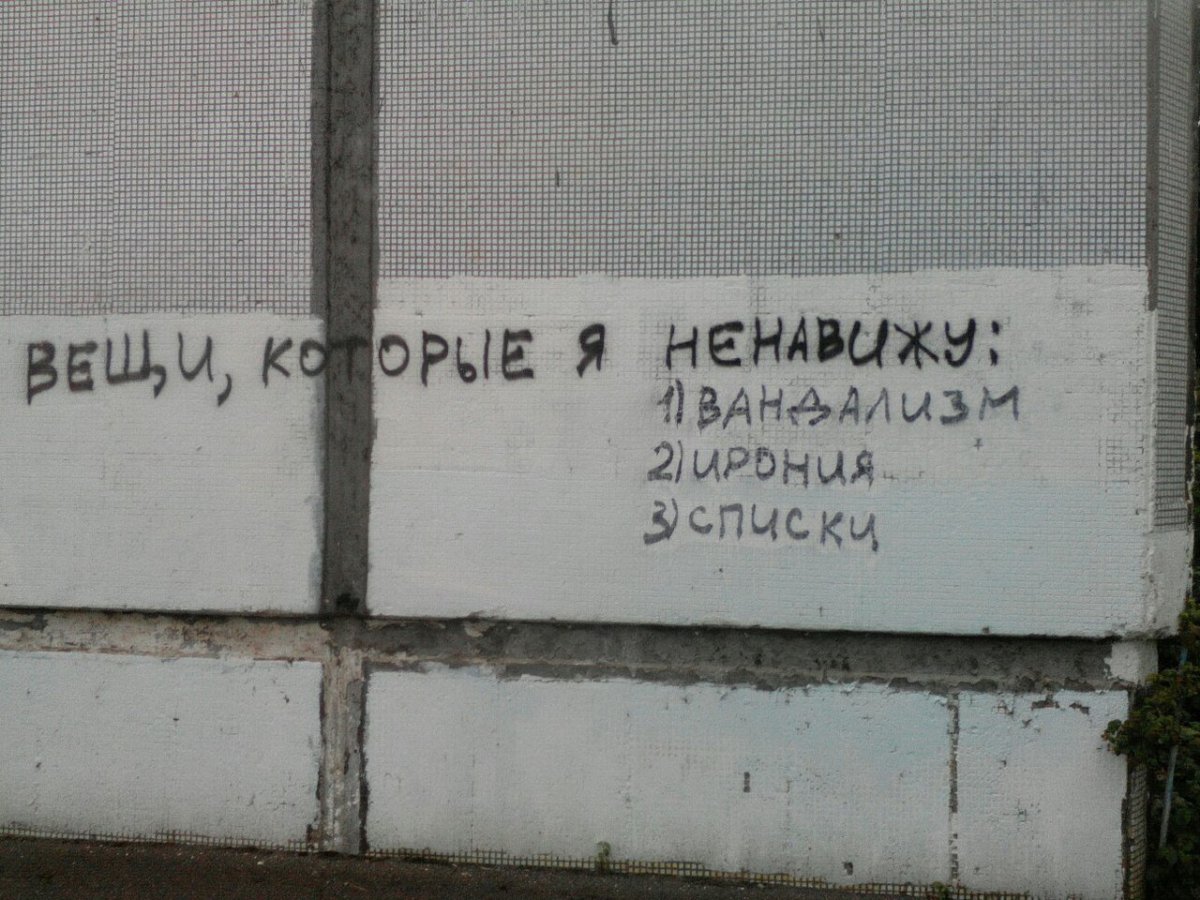 ВЕЩИ, КОТОРЫЕ Я НЕНАВИЖУ:
1) ВАНДАЛИЗМ
2) ИРОНИЯ
3) СПИСКИ